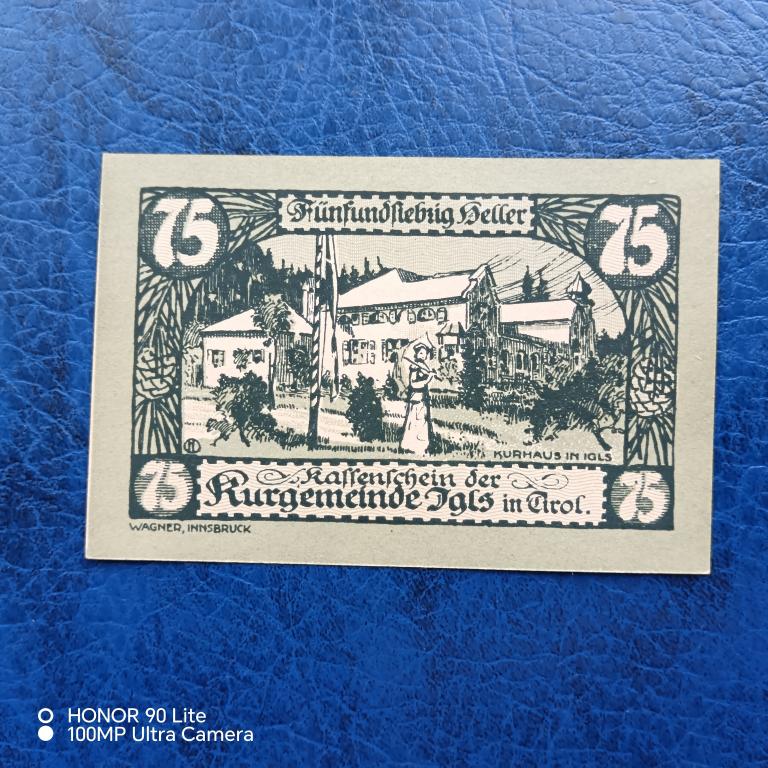 75 Fünfundsiebzig Heller 75
KURHAUS IN IGLS
75 Kassenschein der 75
Kurgemeinde Igls in Tirol.
WAGNER, INNSBRUCK
HONOR 90 Lite
100MP Ultra Camera